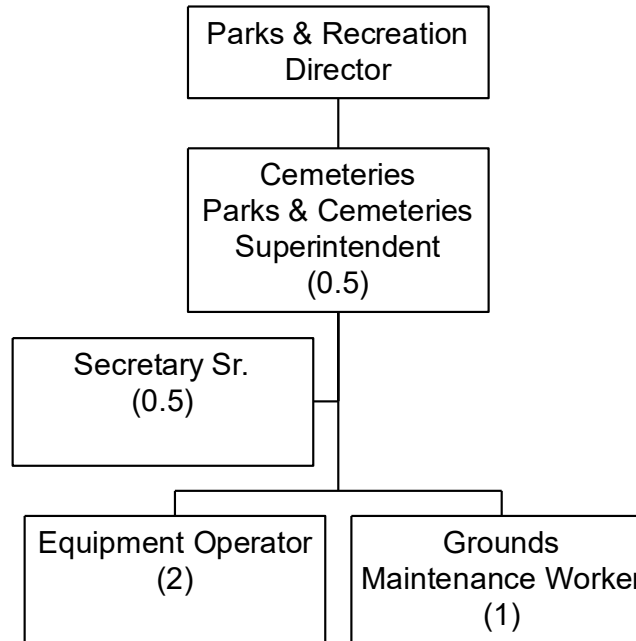 Parks & Recreation
Director
Cemeteries
Parks & Cemeteries
Superintendent
(0.5)
Secretary Sr.
(0.5)
Equipment Operator
(2)
Grounds
Maintenance Worker
(1)